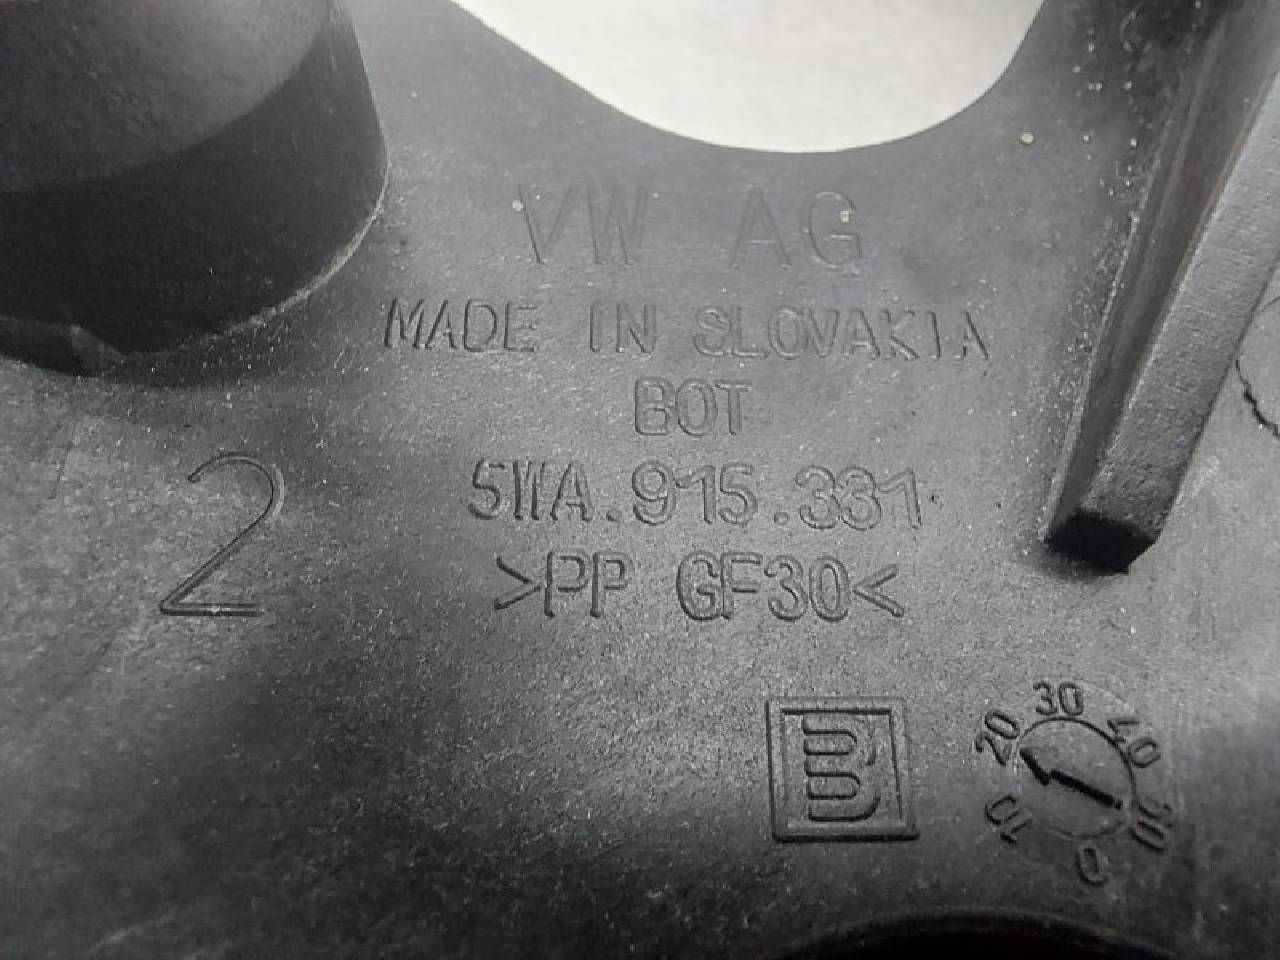 VW AG
MADE IN SLOVAKIA
BOT
5WA.915.331
>PP GF30<
2
30
20
40
10
50
0